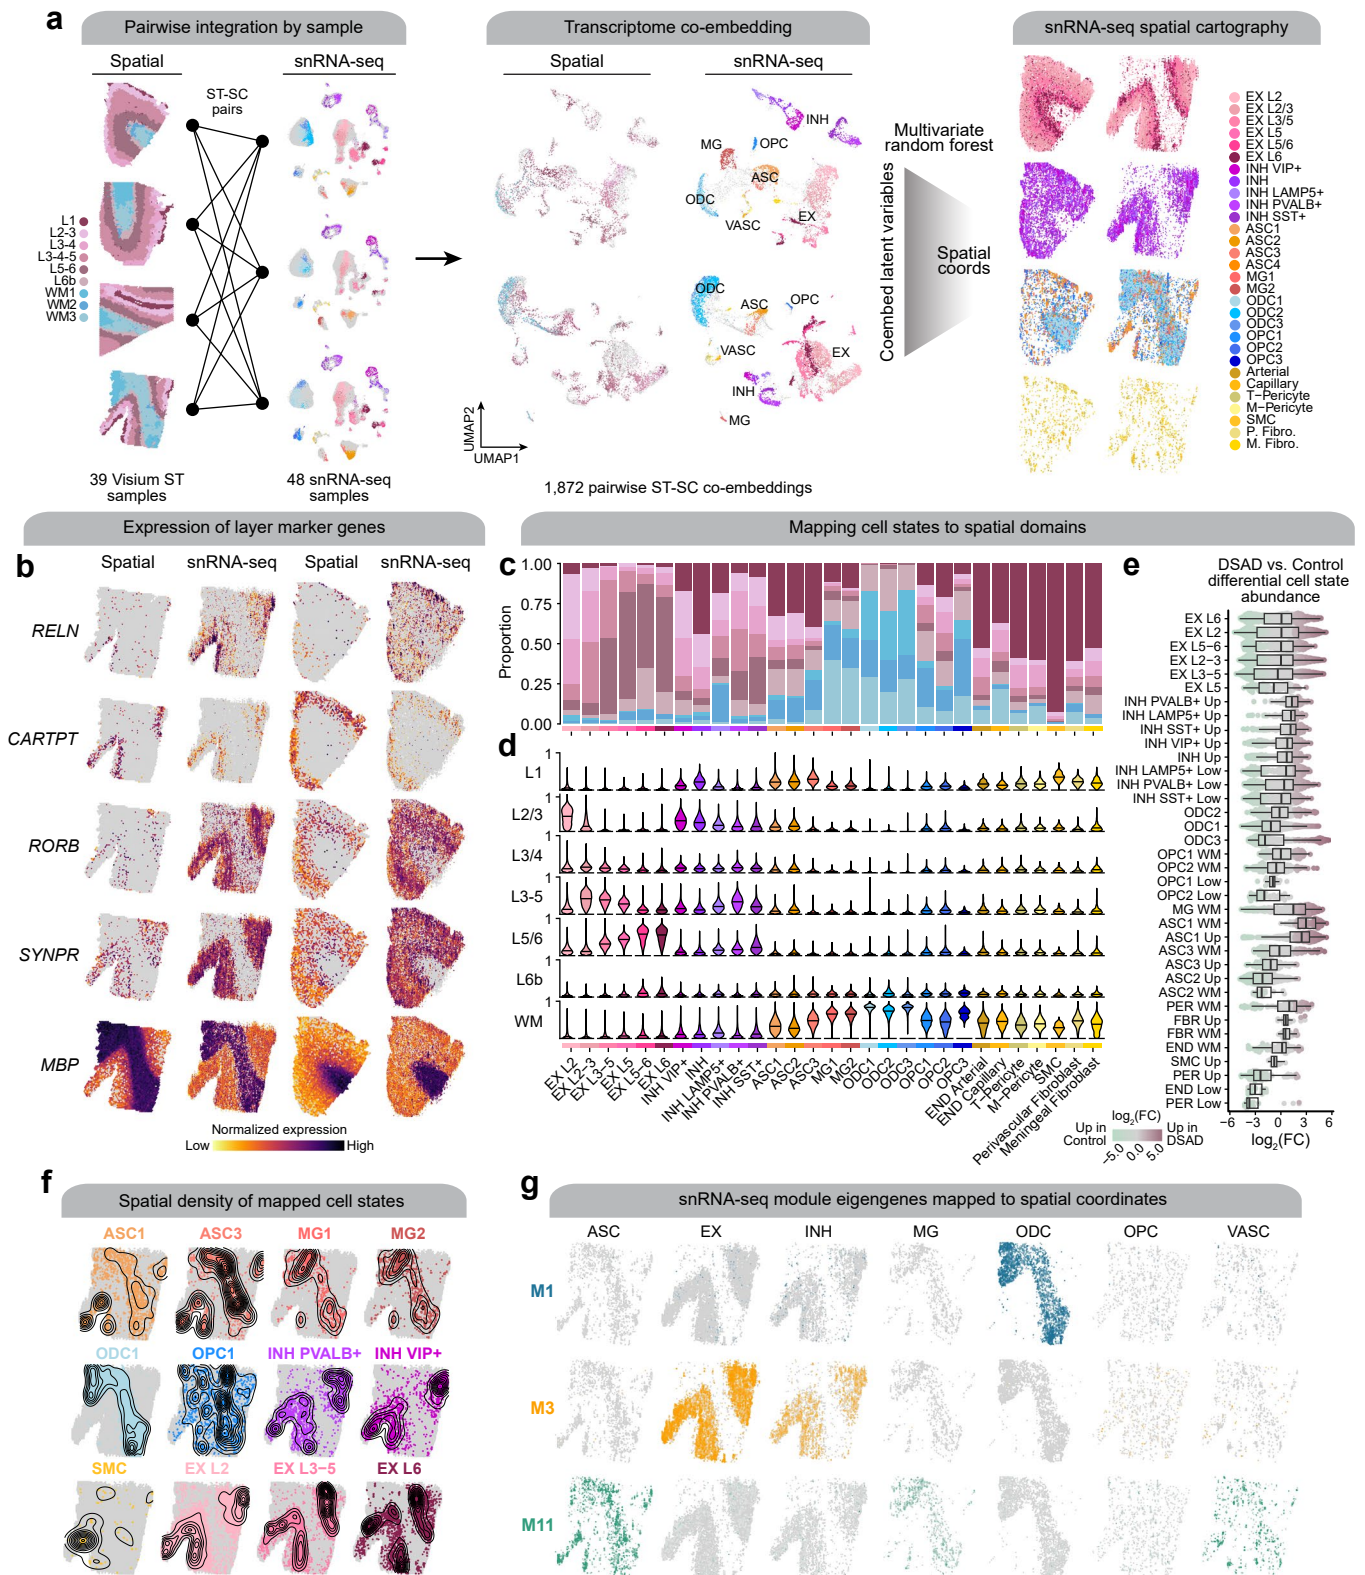 a
Pairwise integration by sample
Transcriptome co-embedding
snRNA-seq spatial cartography
Spatial
snRNA-seq
Spatial
snRNA-seq
ST-SC
pairs
L1
L2-3
L3-4
L3-4-5
L5-6
L6b
WM1
WM2
WM3
39 Visium ST
samples
48 snRNA-seq
samples
INH
OPC
MG
ASC
ODC
VASC
EX
ODC
ASC
OPC
VASC
EX
INH
MG
UMAP2
UMAP1
1,872 pairwise ST-SC co-embeddings
Multivariate
random forest
Coembed latent variables
Spatial
coords
EX L2
EX L2/3
EX L3/5
EX L5
EX L5/6
EX L6
INH VIP+
INH
INH LAMP5+
INH PVALB+
INH SST+
ASC1
ASC2
ASC3
ASC4
MG1
MG2
ODC1
ODC2
ODC3
OPC1
OPC2
OPC3
Arterial
Capillary
T−Pericyte
M−Pericyte
SMC
P. Fibro.
M. Fibro.
Expression of layer marker genes
b
Spatial
snRNA-seq
Spatial
snRNA-seq
RELN
CARTPT
RORB
SYNPR
MBP
Normalized expression
Low
High
Mapping cell states to spatial domains
c
1.00
0.75
0.50
0.25
0.00
Proportion
d
L1
1
L2/3
1
L3/4
1
L3-5
1
L5/6
1
L6b
1
WM
1
EX L2
EX L2−3
EX L3−5
EX L5
EX L5−6
EX L6
INH VIP+
INH
INH LAMP5+
INH PVALB+
INH SST+
ASC1
ASC2
ASC3
MG1
MG2
ODC1
ODC2
ODC3
OPC1
OPC2
OPC3
END Arterial
END Capillary
T−Pericyte
M−Pericyte
SMC
Perivascular Fibroblast
Meningeal Fibroblast
e
DSAD vs. Control
differential cell state
abundance
EX L6
EX L2
EX L5−6
EX L2−3
EX L3−5
EX L5
INH PVALB+ Up
INH LAMP5+ Up
INH SST+ Up
INH VIP+ Up
INH Up
INH LAMP5+ Low
INH PVALB+ Low
INH SST+ Low
ODC2
ODC1
ODC3
OPC1 WM
OPC2 WM
OPC1 Low
OPC2 Low
MG WM
ASC1 WM
ASC1 Up
ASC3 WM
ASC3 Up
ASC2 Up
ASC2 WM
PER WM
FBR Up
FBR WM
END WM
SMC Up
PER Up
END Low
PER Low
−6
−3
0
3
6
log2(FC)
log2(FC)
Up in
Control
Up in
DSAD
−5.0
0.0
5.0
f
Spatial density of mapped cell states
ASC1
ASC3
MG1
MG2
ODC1
OPC1
INH PVALB+
INH VIP+
SMC
EX L2
EX L3−5
EX L6
g
snRNA-seq module eigengenes mapped to spatial coordinates
ASC
EX
INH
MG
ODC
OPC
VASC
M1
M3
M11